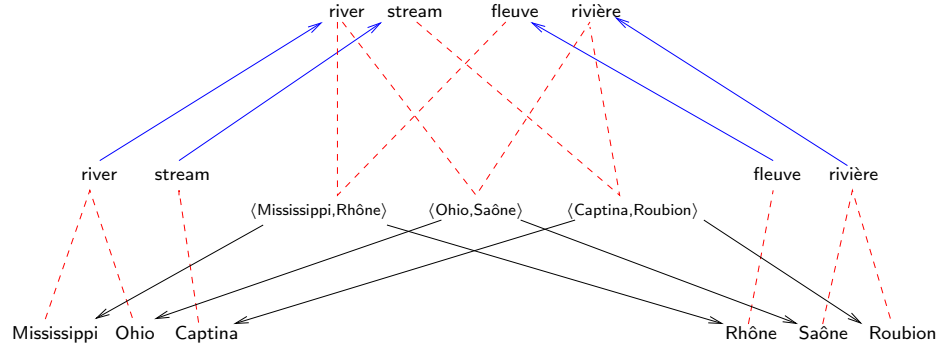 river stream fleuve rivière
river stream fleuve rivière
⟨Mississippi,Rhône⟩ ⟨Ohio,Saône⟩ ⟨Captina,Roubion⟩
Mississippi Ohio Captina Rhône Saône Roubion